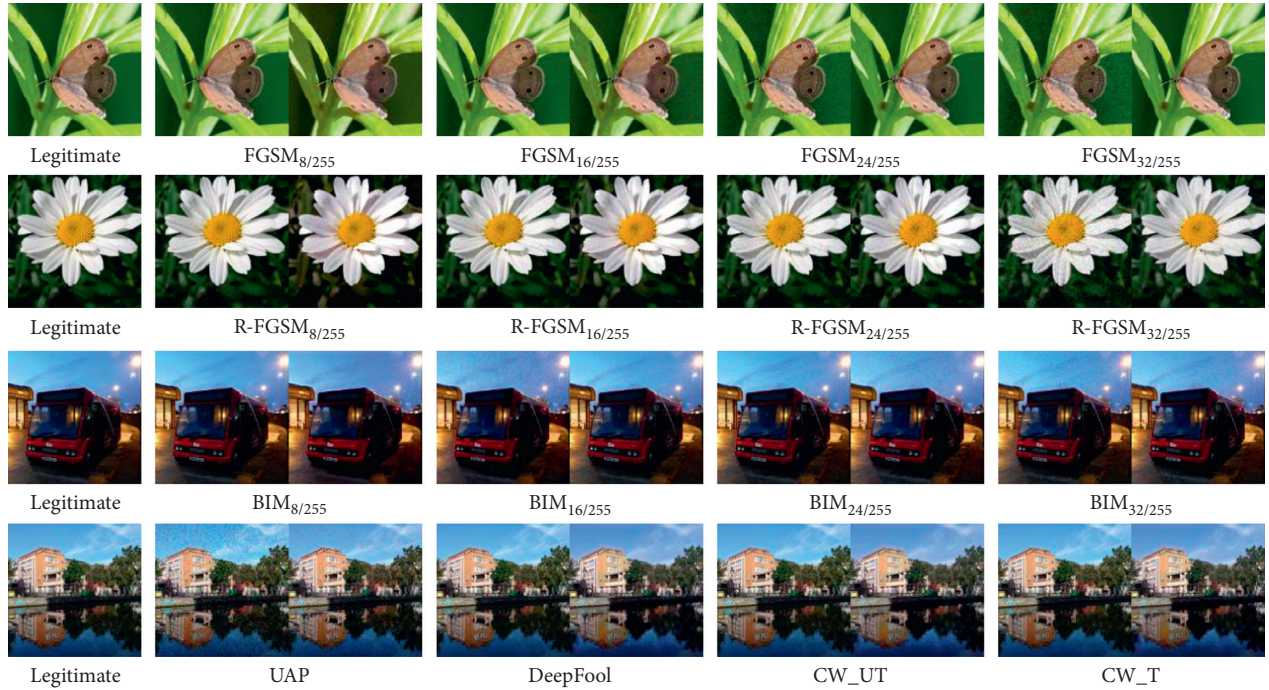 Legitimate FGSM8/255 FGSM16/255 FGSM24/255 FGSM32/255
Legitimate R-FGSM8/255 R-FGSM16/255 R-FGSM24/255 R-FGSM32/255
Legitimate BIM8/255 BIM16/255 BIM24/255 BIM32/255
Legitimate UAP DeepFool CW_UT CW_T